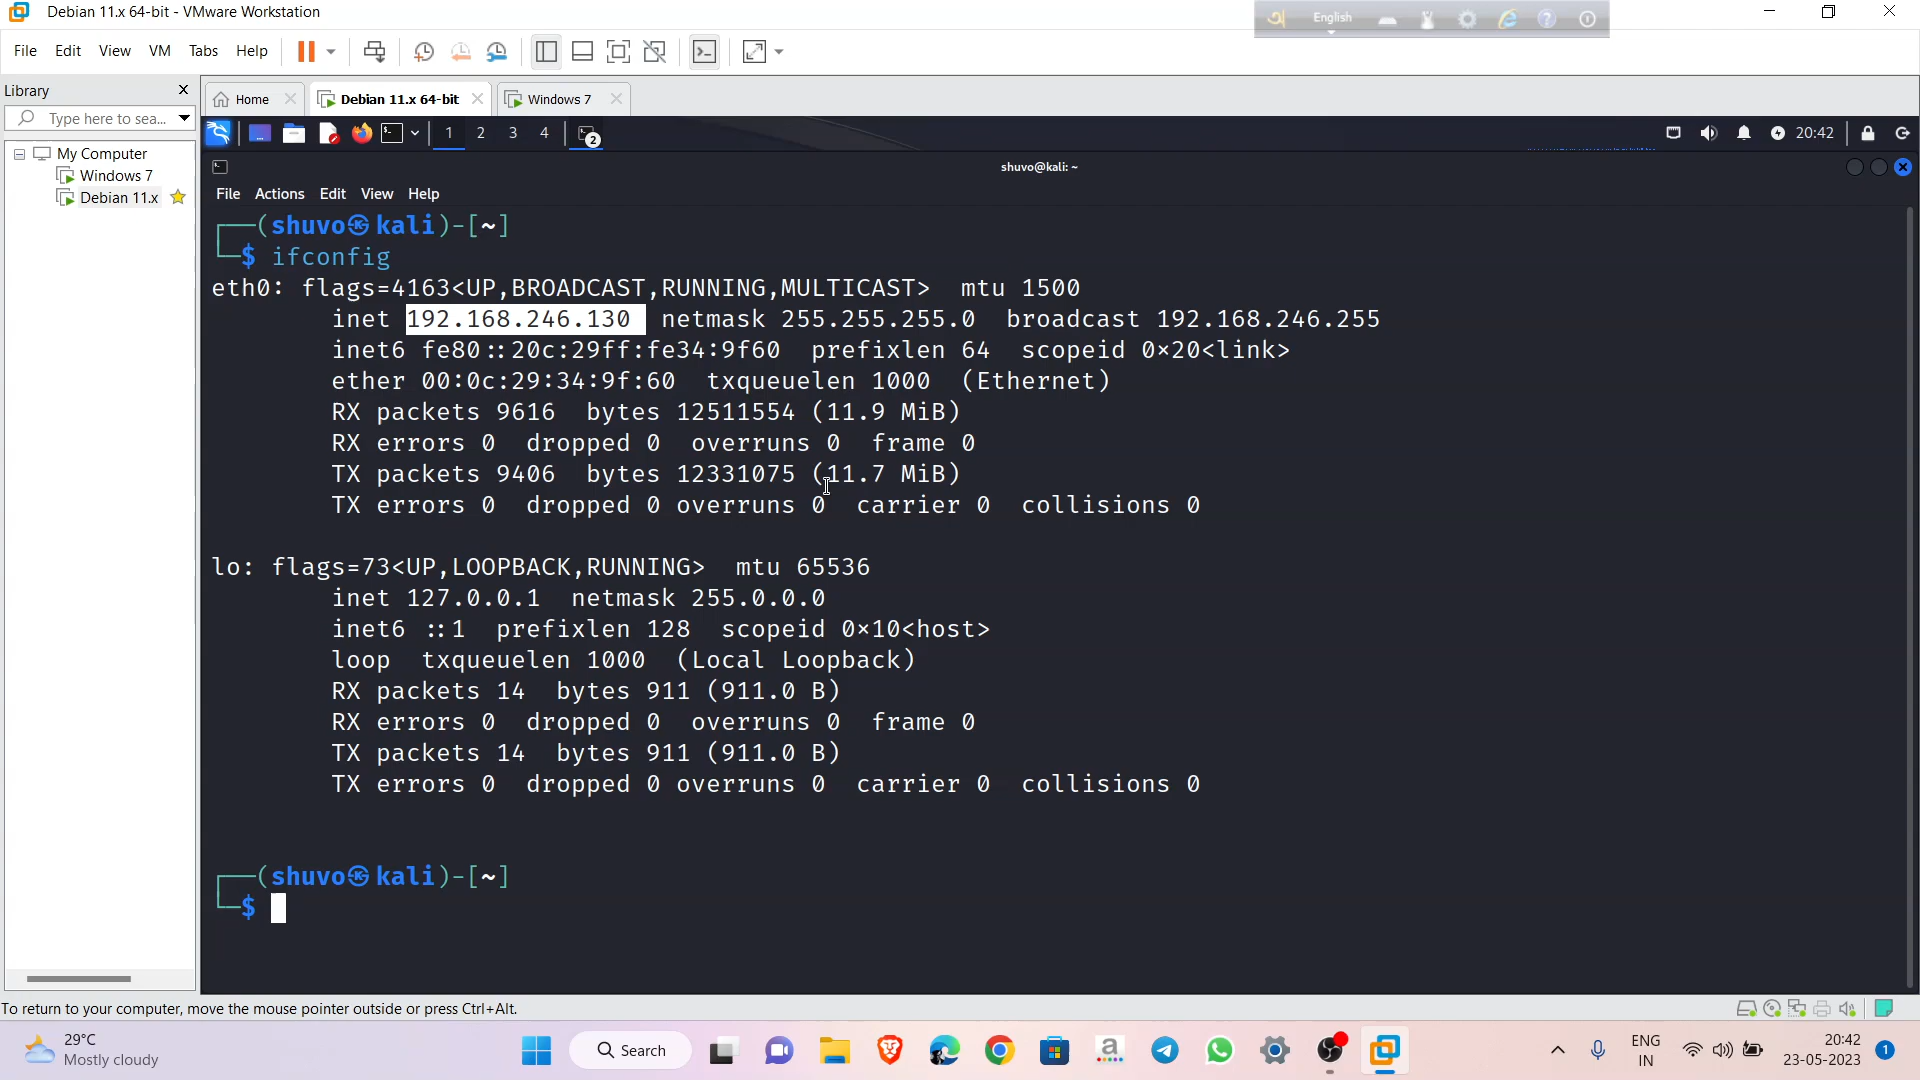 Debian 11.x 64-bit - VMware Workstation
English
File Edit View VM Tabs Help
Library
Home Debian 11.x 64-bit Windows 7
Type here to sea...
1 2 3 4 2 20:42
My Computer
Windows 7
Debian 11.x
shuvo@kali: ~
File Actions Edit View Help
┌──(shuvo㉿kali)-[~]
└─$ ifconfig
eth0: flags=4163<UP,BROADCAST,RUNNING,MULTICAST>  mtu 1500
inet 192.168.246.130  netmask 255.255.255.0  broadcast 192.168.246.255
inet6 fe80::20c:29ff:fe34:9f60  prefixlen 64  scopeid 0×20<link>
ether 00:0c:29:34:9f:60  txqueuelen 1000  (Ethernet)
RX packets 9616  bytes 12511554 (11.9 MiB)
RX errors 0  dropped 0  overruns 0  frame 0
TX packets 9406  bytes 12331075 (11.7 MiB)
TX errors 0  dropped 0 overruns 0  carrier 0  collisions 0
lo: flags=73<UP,LOOPBACK,RUNNING>  mtu 65536
inet 127.0.0.1  netmask 255.0.0.0
inet6 ::1  prefixlen 128  scopeid 0×10<host>
loop  txqueuelen 1000  (Local Loopback)
RX packets 14  bytes 911 (911.0 B)
RX errors 0  dropped 0  overruns 0  frame 0
TX packets 14  bytes 911 (911.0 B)
TX errors 0  dropped 0 overruns 0  carrier 0  collisions 0
┌──(shuvo㉿kali)-[~]
└─$
To return to your computer, move the mouse pointer outside or press Ctrl+Alt.
29°C
Mostly cloudy
Search
ENG
IN
20:42
23-05-2023
1